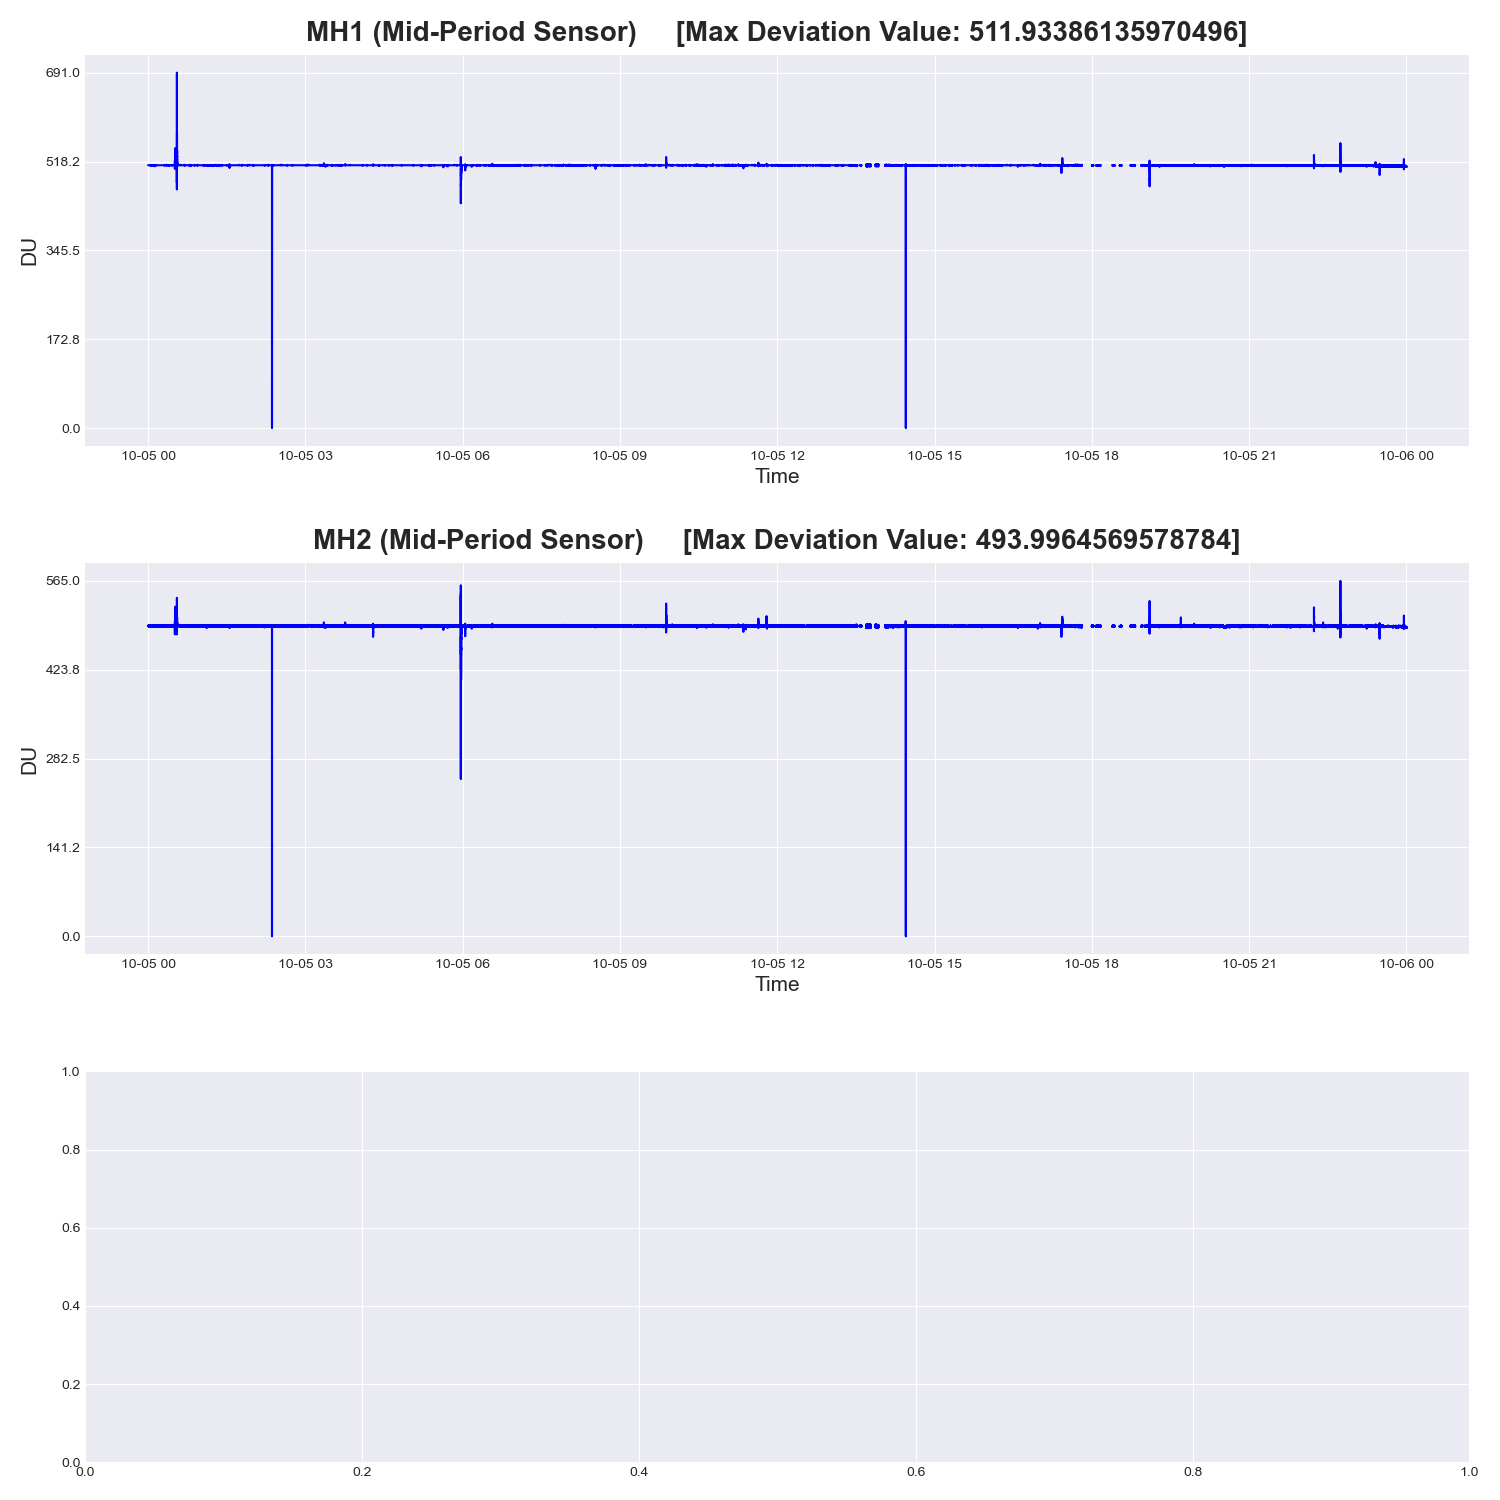 MH1 (Mid-Period Sensor) [Max Deviation Value: 511.93386135970496]
691.0
518.2
345.5
172.8
0.0
DU
10-05 00 10-05 03 10-05 06 10-05 09 10-05 12 10-05 15 10-05 18 10-05 21 10-06 00
Time
MH2 (Mid-Period Sensor) [Max Deviation Value: 493.9964569578784]
565.0
423.8
282.5
141.2
0.0
DU
10-05 00 10-05 03 10-05 06 10-05 09 10-05 12 10-05 15 10-05 18 10-05 21 10-06 00
Time
1.0
0.8
0.6
0.4
0.2
0.0
0.0 0.2 0.4 0.6 0.8 1.0